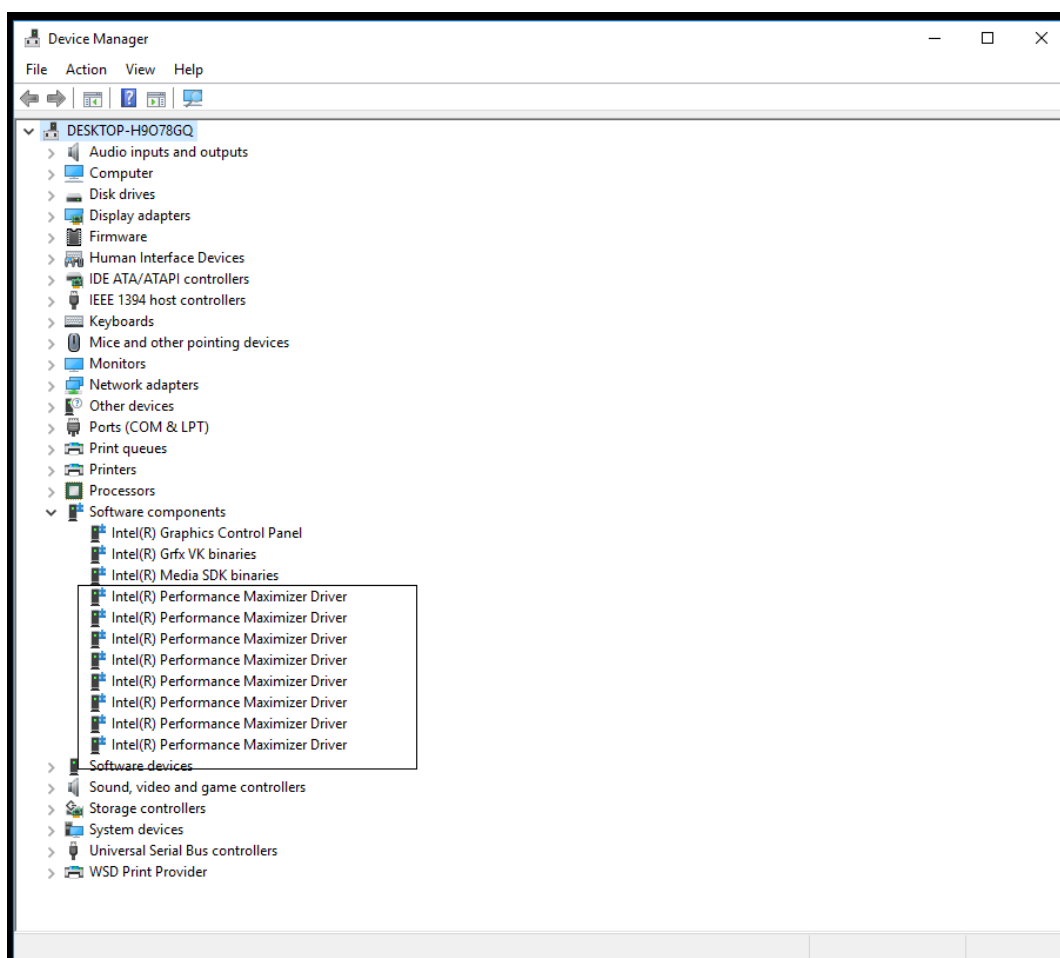 Device Manager
File Action View Help
DESKTOP-H9O78GQ
Audio inputs and outputs
Computer
Disk drives
Display adapters
Firmware
Human Interface Devices
IDE ATA/ATAPI controllers
IEEE 1394 host controllers
Keyboards
Mice and other pointing devices
Monitors
Network adapters
Other devices
Ports (COM & LPT)
Print queues
Printers
Processors
Software components
Intel(R) Graphics Control Panel
Intel(R) Grfx VK binaries
Intel(R) Media SDK binaries
Intel(R) Performance Maximizer Driver
Intel(R) Performance Maximizer Driver
Intel(R) Performance Maximizer Driver
Intel(R) Performance Maximizer Driver
Intel(R) Performance Maximizer Driver
Intel(R) Performance Maximizer Driver
Intel(R) Performance Maximizer Driver
Intel(R) Performance Maximizer Driver
Software devices
Sound, video and game controllers
Storage controllers
System devices
Universal Serial Bus controllers
WSD Print Provider